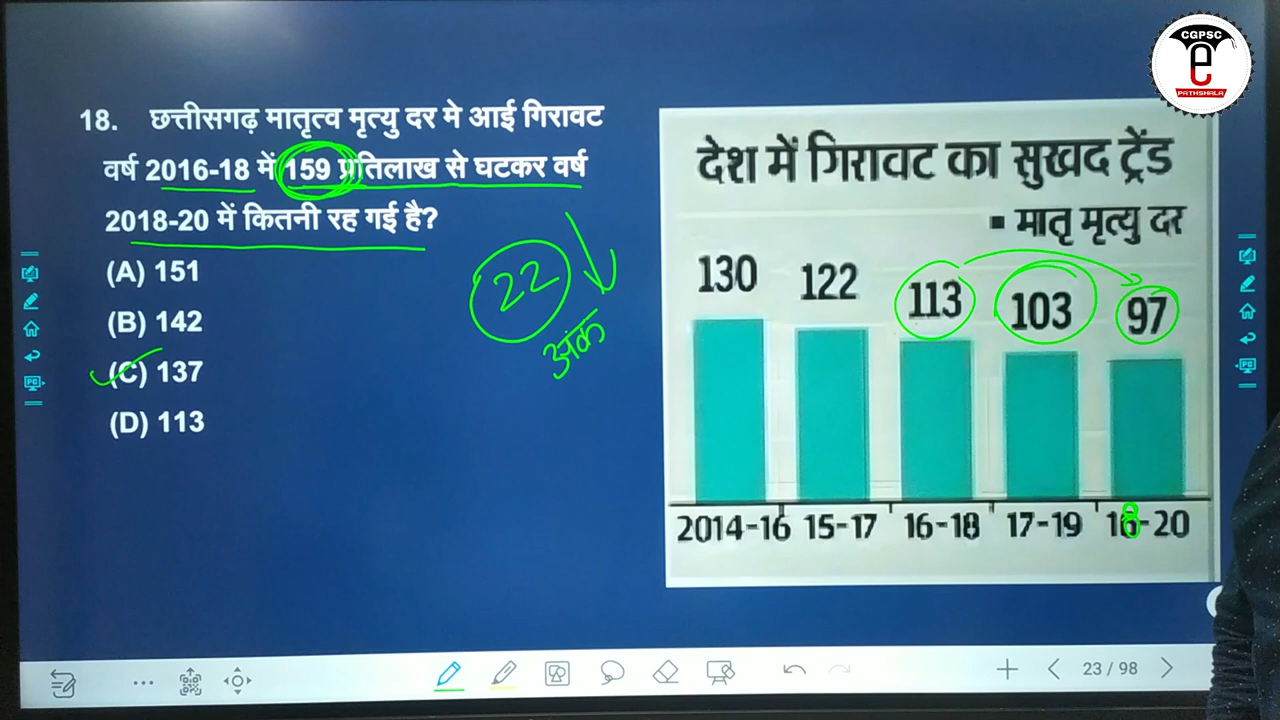 CGPSC
e
PATHSHALA
18. छत्तीसगढ़ मातृत्व मृत्यु दर मे आई गिरावट
वर्ष 2016-18 में 159 प्रतिलाख से घटकर वर्ष
2018-20 में कितनी रह गई है?
(A) 151
(B) 142
(C) 137
(D) 113
22
अंक
देश में गिरावट का सुखद ट्रेंड
▪ मातृ मृत्यु दर
130 122 113 103 97
2014-16 15-17 16-18 17-19 18-20
PC
PC
23 / 98